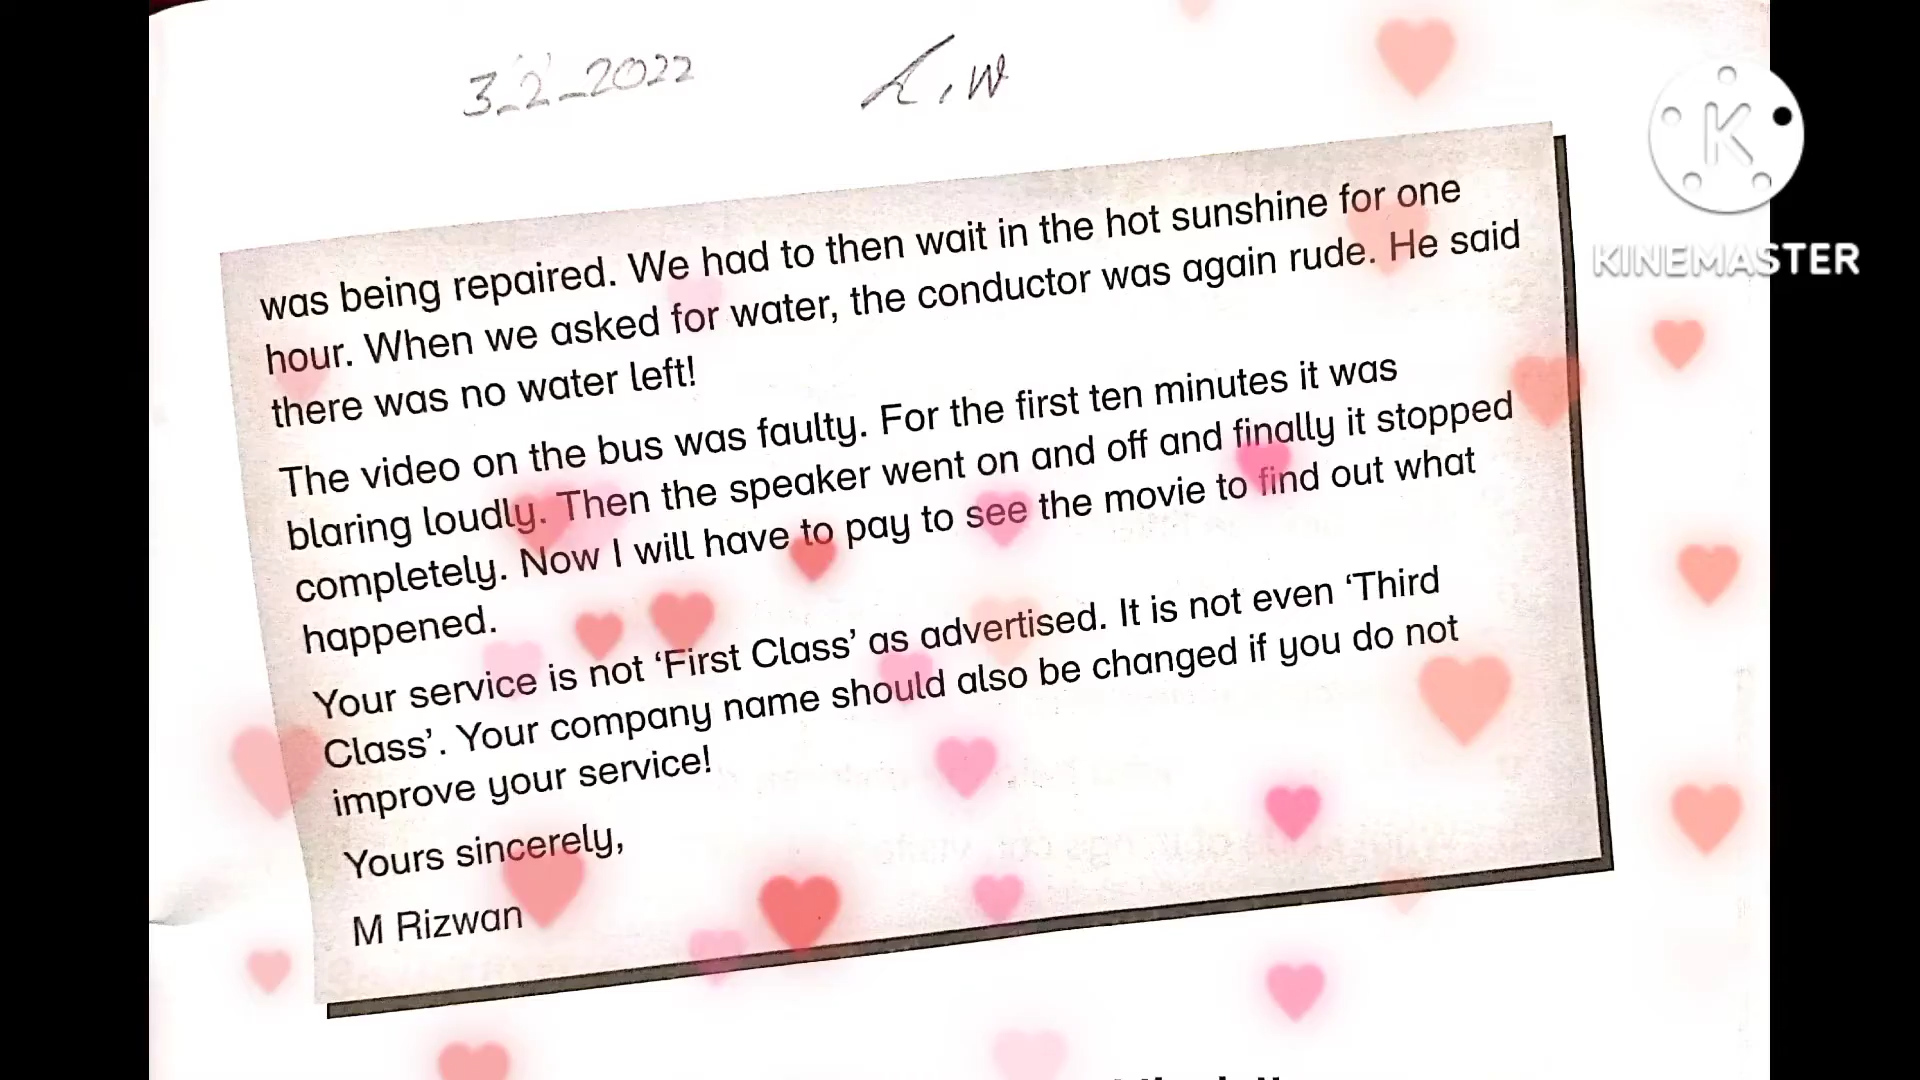 3-2-2022
was being repaired. We had to then wait in the hot sunshine for one
hour. When we asked for water, the conductor was again rude. He said
there was no water left!
The video on the bus was faulty. For the first ten minutes it was
blaring loudly. Then the speaker went on and off and finally it stopped
completely. Now I will have to pay to see the movie to find out what
happened.
Your service is not ‘First Class’ as advertised. It is not even ‘Third
Class’. Your company name should also be changed if you do not
improve your service!
Yours sincerely,
M Rizwan
K
KINEMASTER